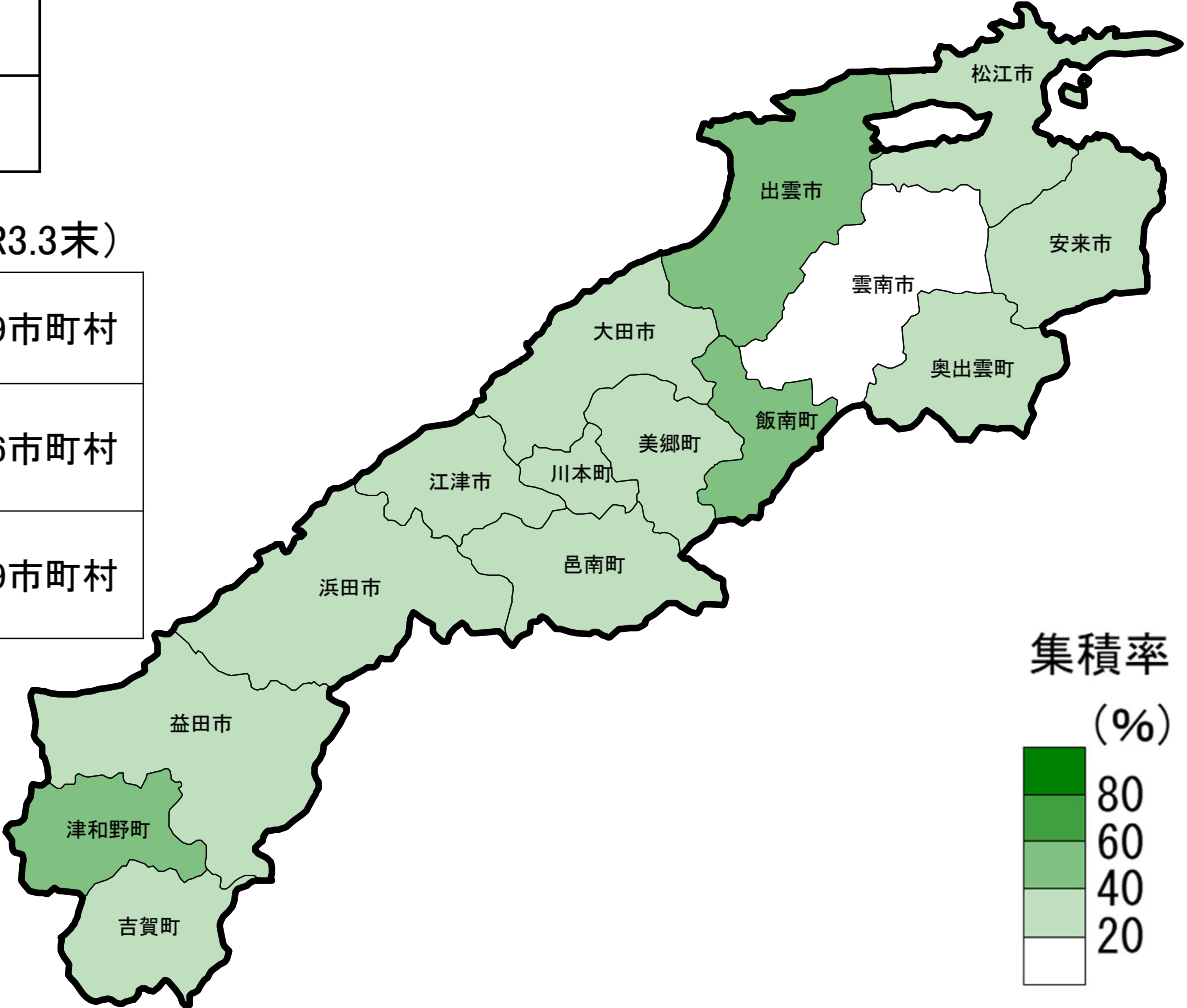 R3.3末）
9市町村
6市町村
9市町村
松江市
出雲市
安来市
雲南市
大田市
奥出雲町
飯南町
美郷町
川本町
江津市
邑南町
浜田市
益田市
津和野町
吉賀町
集積率
（%）
80
60
40
20